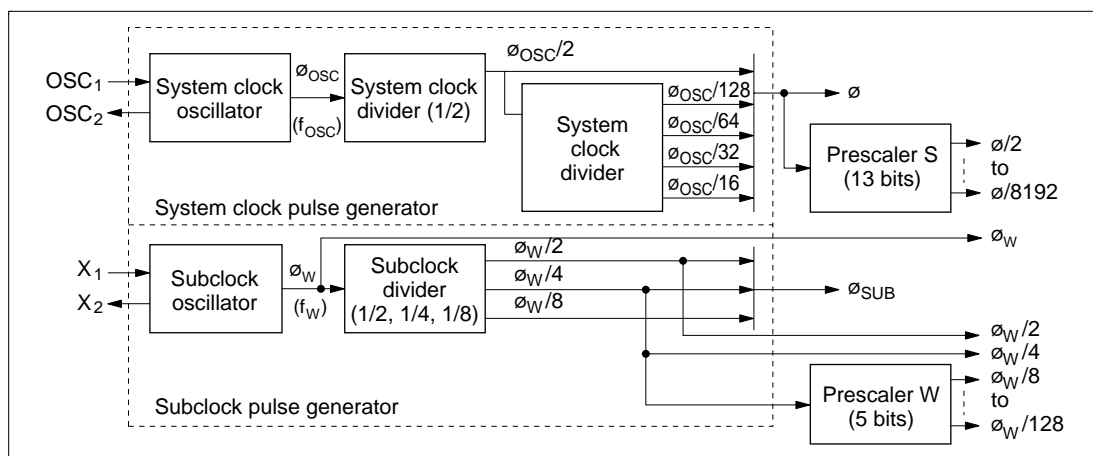 OSC1
OSC2
System clock
oscillator
øOSC
(fOSC)
System clock
divider (1/2)
øOSC/2
System
clock
divider
øOSC/128
øOSC/64
øOSC/32
øOSC/16
ø
Prescaler S
(13 bits)
ø/2
to
ø/8192
System clock pulse generator
X1
X2
Subclock
oscillator
øW
(fW)
Subclock
divider
(1/2, 1/4, 1/8)
øW/2
øW/4
øW/8
øW
øSUB
øW/2
øW/4
Prescaler W
(5 bits)
øW/8
to
øW/128
Subclock pulse generator